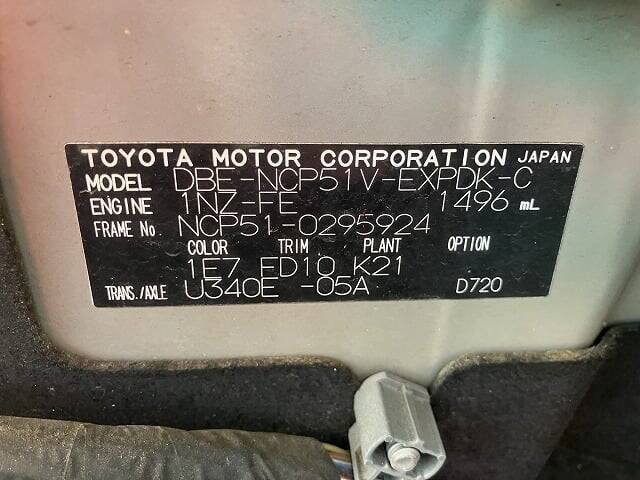 TOYOTA MOTOR CORPORATION JAPAN
MODEL DBE-NCP51V-EXPDK-C
ENGINE 1NZ-FE 1496 mL
FRAME No. NCP51-0295924
COLOR TRIM PLANT OPTION
1E7 ED10 K21
TRANS./AXLE U340E -05A D720